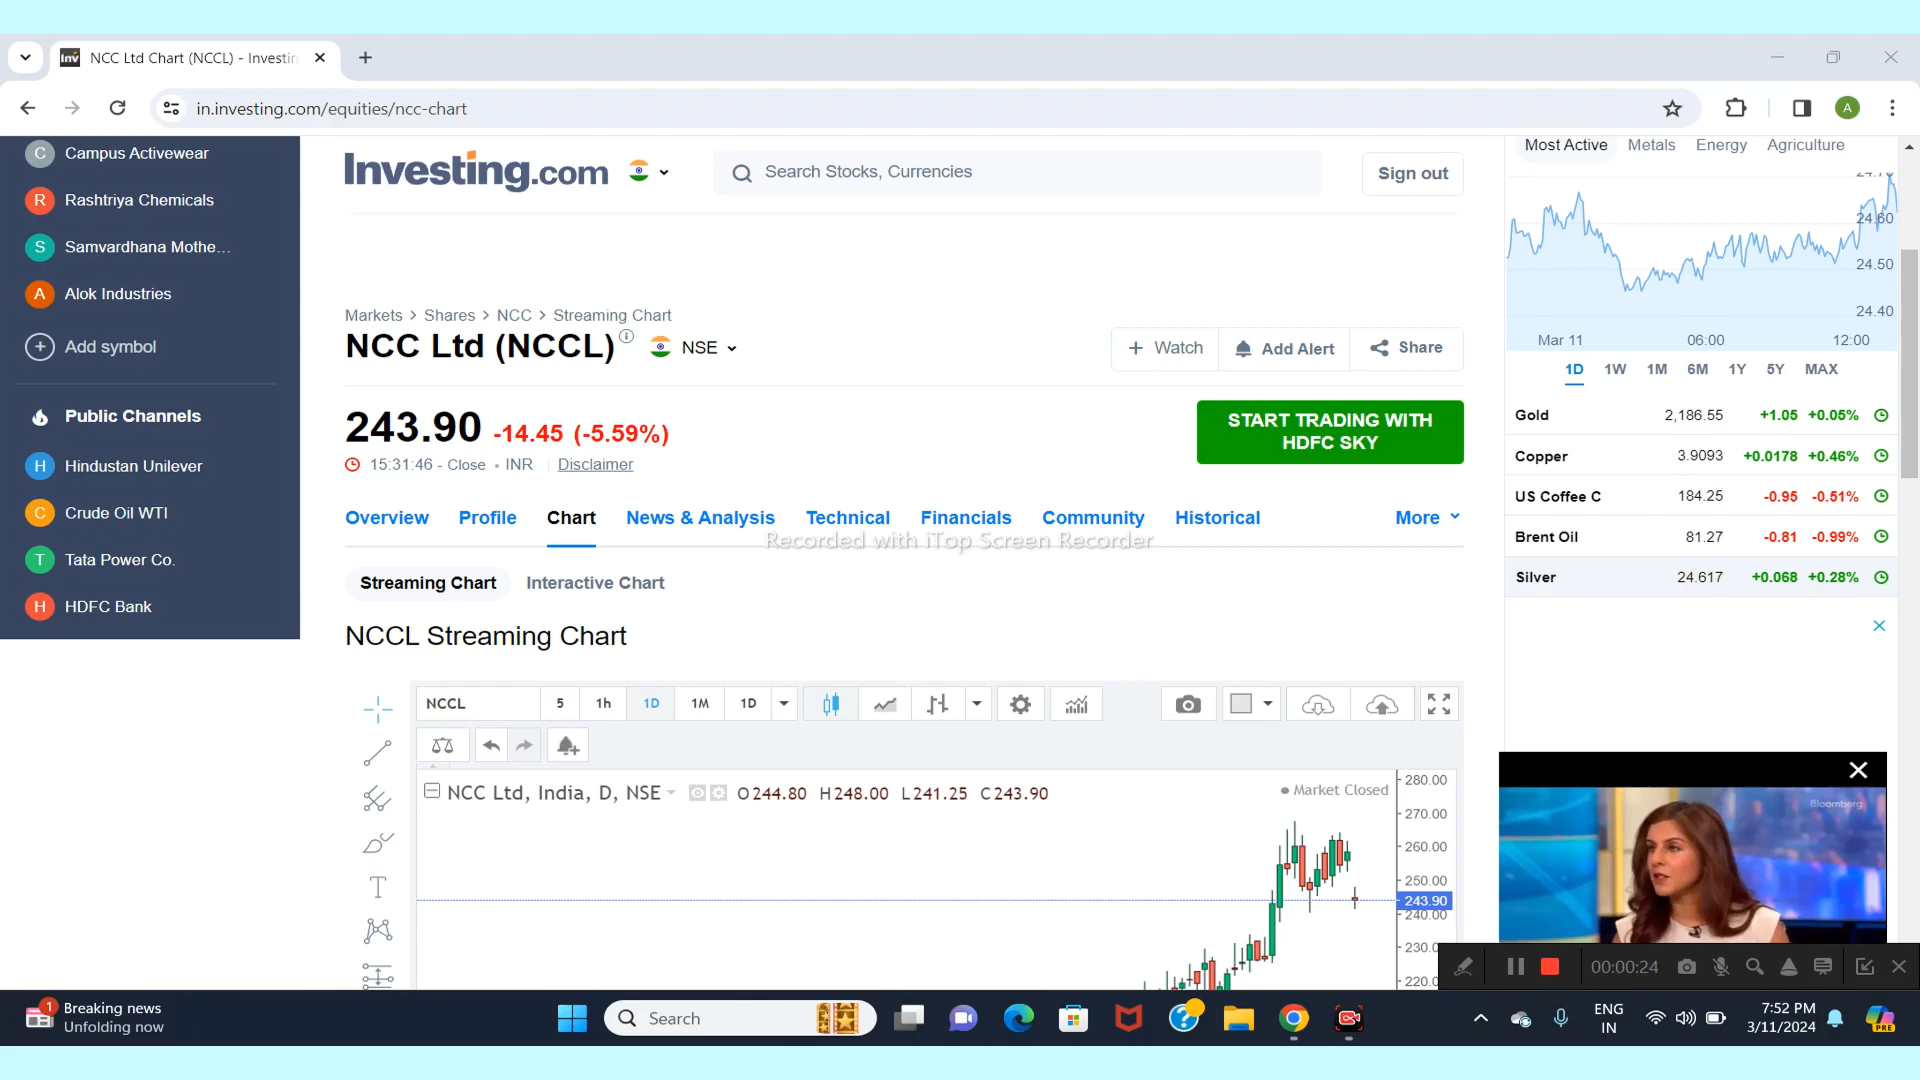 NCC Ltd Chart (NCCL) - Investin
in.investing.com/equities/ncc-chart
A
C Campus Activewear
R Rashtriya Chemicals
S Samvardhana Mothe...
A Alok Industries
Add symbol
Public Channels
H Hindustan Unilever
C Crude Oil WTI
T Tata Power Co.
H HDFC Bank
Investing.com
Search Stocks, Currencies
Sign out
Markets > Shares > NCC > Streaming Chart
NCC Ltd (NCCL)
NSE
+ Watch
Add Alert
Share
243.90 -14.45 (-5.59%)
15:31:46 - Close • INR
Disclaimer
START TRADING WITH
HDFC SKY
Overview Profile Chart News & Analysis Technical Financials Community Historical More
Recorded with iTop Screen Recorder
Streaming Chart Interactive Chart
NCCL Streaming Chart
NCCL 5 1h 1D 1M 1D
NCC Ltd, India, D, NSE O244.80 H248.00 L241.25 C243.90
Market Closed
280.00
270.00
260.00
250.00
243.90
240.00
230.0
220.0
Most Active Metals Energy Agriculture
24.60
24.50
24.40
Mar 11 06:00 12:00
1D 1W 1M 6M 1Y 5Y MAX
Gold 2,186.55 +1.05 +0.05%
Copper 3.9093 +0.0178 +0.46%
US Coffee C 184.25 -0.95 -0.51%
Brent Oil 81.27 -0.81 -0.99%
Silver 24.617 +0.068 +0.28%
Bloomberg
00:00:24
1
Breaking news
Unfolding now
Search
ENG
IN
7:52 PM
3/11/2024
PRE